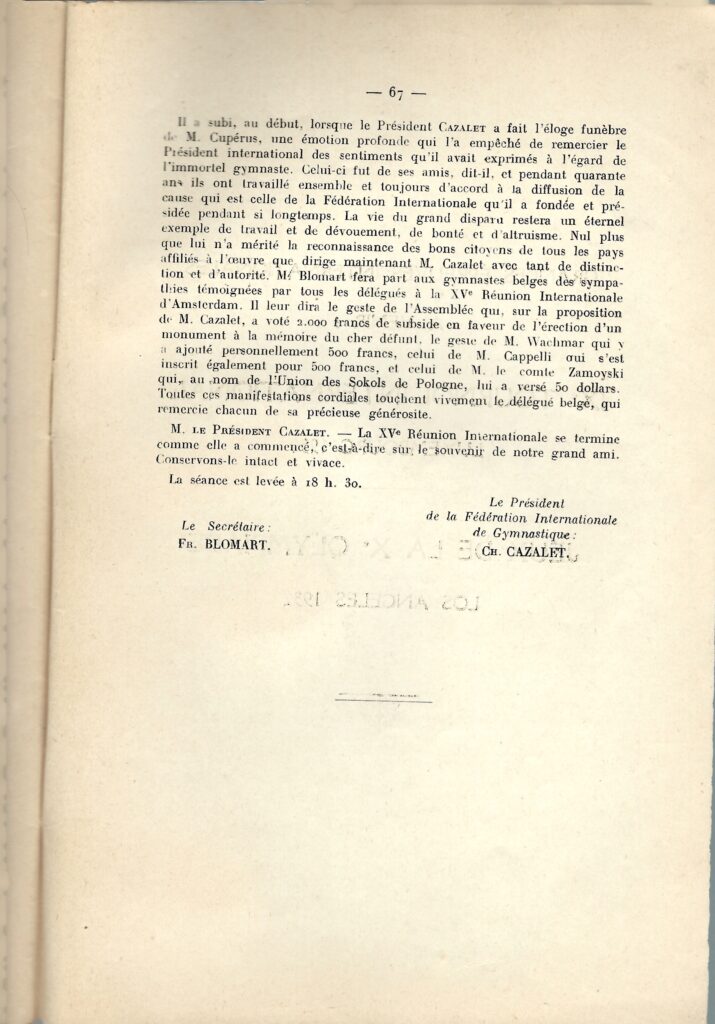 — 67 —
Il a subi, au début, lorsque le Président CAZALET a fait l'éloge funèbre
de M. Cupérus, une émotion profonde qui l'a empêché de remercier le
Président international des sentiments qu'il avait exprimés à l'égard de
l'immortel gymnaste. Celui-ci fut de ses amis, dit-il, et pendant quarante
ans ils ont travaillé ensemble et toujours d'accord à la diffusion de la
cause qui est celle de la Fédération Internationale qu'il a fondée et pré-
sidée pendant si longtemps. La vie du grand disparu restera un éternel
exemple de travail et de dévouement, de bonté et d'altruisme. Nul plus
que lui n'a mérité la reconnaissance des bons citoyens de tous les pays
affiliés à l'œuvre que dirige maintenant M. Cazalet avec tant de distinc-
tion et d'autorité. M. Blomart fera part aux gymnastes belges des sympa-
thies témoignées par tous les délégués à la XVe Réunion Internationale
d'Amsterdam. Il leur dira le geste de l'Assemblée qui, sur la proposition
de M. Cazalet, a voté 2.000 francs de subside en faveur de l'érection d'un
monument à la mémoire du cher défunt, le geste de M. Wachmar qui y
a ajouté personnellement 500 francs, celui de M. Cappelli qui s'est
inscrit également pour 500 francs, et celui de M. le comte Zamoyski
qui, au nom de l'Union des Sokols de Pologne, lui a versé 50 dollars.
Toutes ces manifestations cordiales touchent vivement le délégué belge, qui
remercie chacun de sa précieuse générosite.
M. LE PRÉSIDENT CAZALET. — La XVe Réunion Internationale se termine
comme elle a commencé, c'est-à-dire sur le souvenir de notre grand ami.
Conservons-le intact et vivace.
La séance est levée à 18 h. 30.
Le Président
de la Fédération Internationale
de Gymnastique :
CH. CAZALET.
Le Secrétaire :
FR. BLOMART.